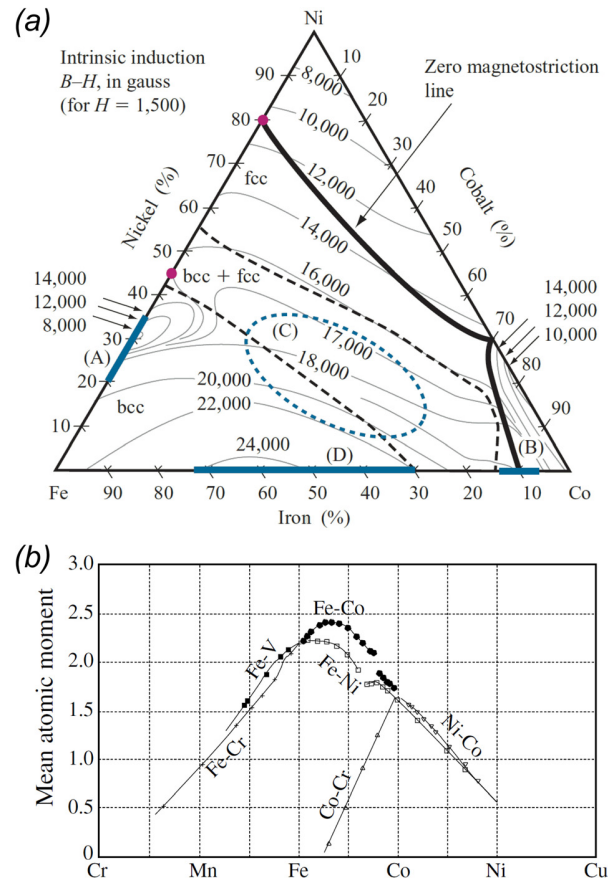 (a)
Ni
Intrinsic induction
B–H, in gauss
(for H = 1,500)
Zero magnetostriction
line
90
80
70
60
50
40
30
20
10
Nickel (%)
10
20
30
40
50
60
70
80
90
Cobalt (%)
8,000
10,000
12,000
14,000
16,000
17,000
18,000
20,000
22,000
24,000
fcc
bcc + fcc
bcc
14,000
12,000
8,000
(A)
14,000
12,000
10,000
(B)
(C)
(D)
Fe
90
80
70
60
50
40
30
20
10
Co
Iron (%)
(b)
Mean atomic moment
3.0
2.5
2.0
1.5
1.0
0.5
0
Fe-Co
Fe-V
Fe-Ni
Fe-Cr
Co-Cr
Ni-Co
Cr
Mn
Fe
Co
Ni
Cu